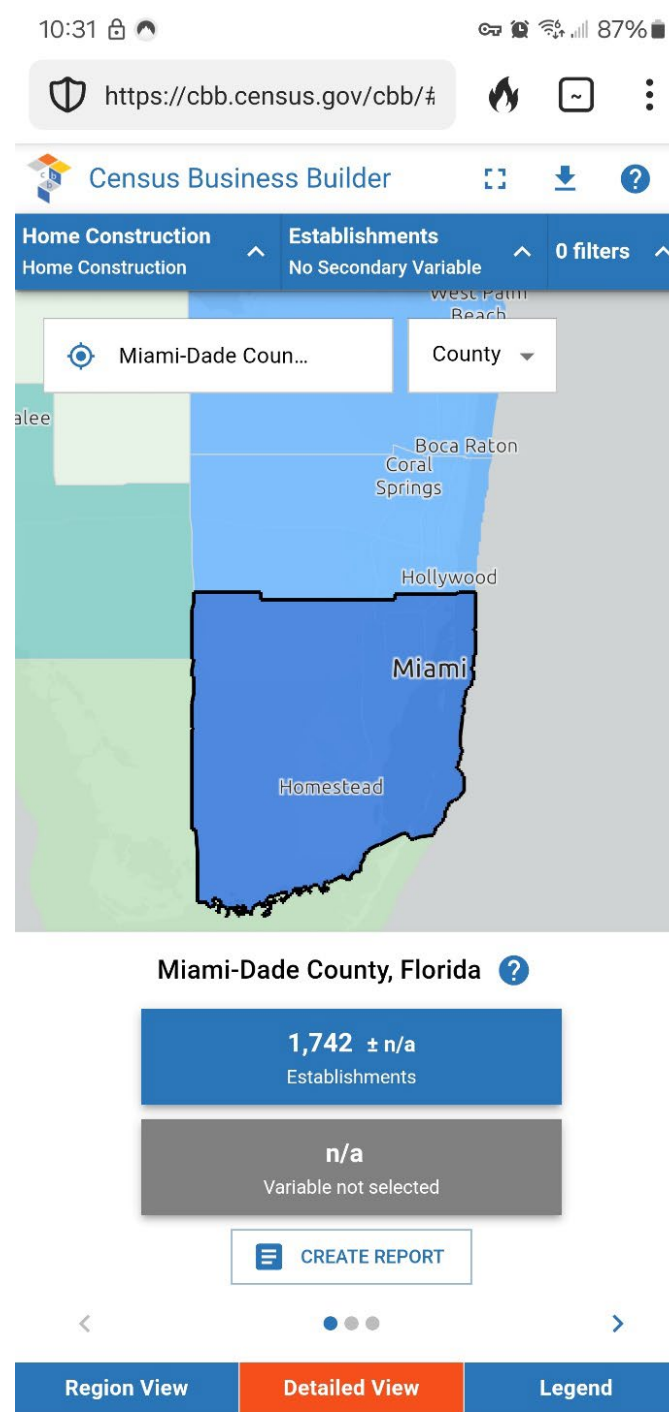 10:31 87%
https://cbb.census.gov/cbb/#
~
Census Business Builder ?
Home Construction
Home Construction
Establishments
No Secondary Variable
0 filters
West Palm
Beach
Miami-Dade Coun...
County
alee
Boca Raton
Coral
Springs
Hollywood
Miami
Homestead
Miami-Dade County, Florida ?
1,742 ± n/a
Establishments
n/a
Variable not selected
CREATE REPORT
Region View
Detailed View
Legend